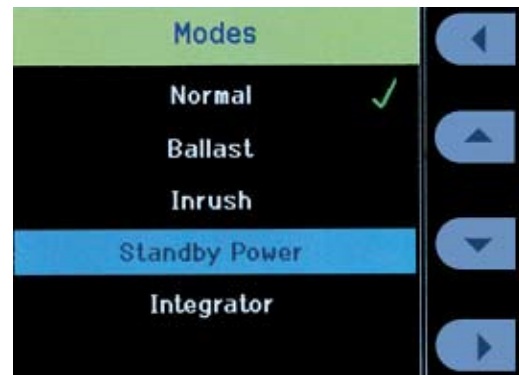 Modes
Normal
Ballast
Inrush
Standby Power
Integrator